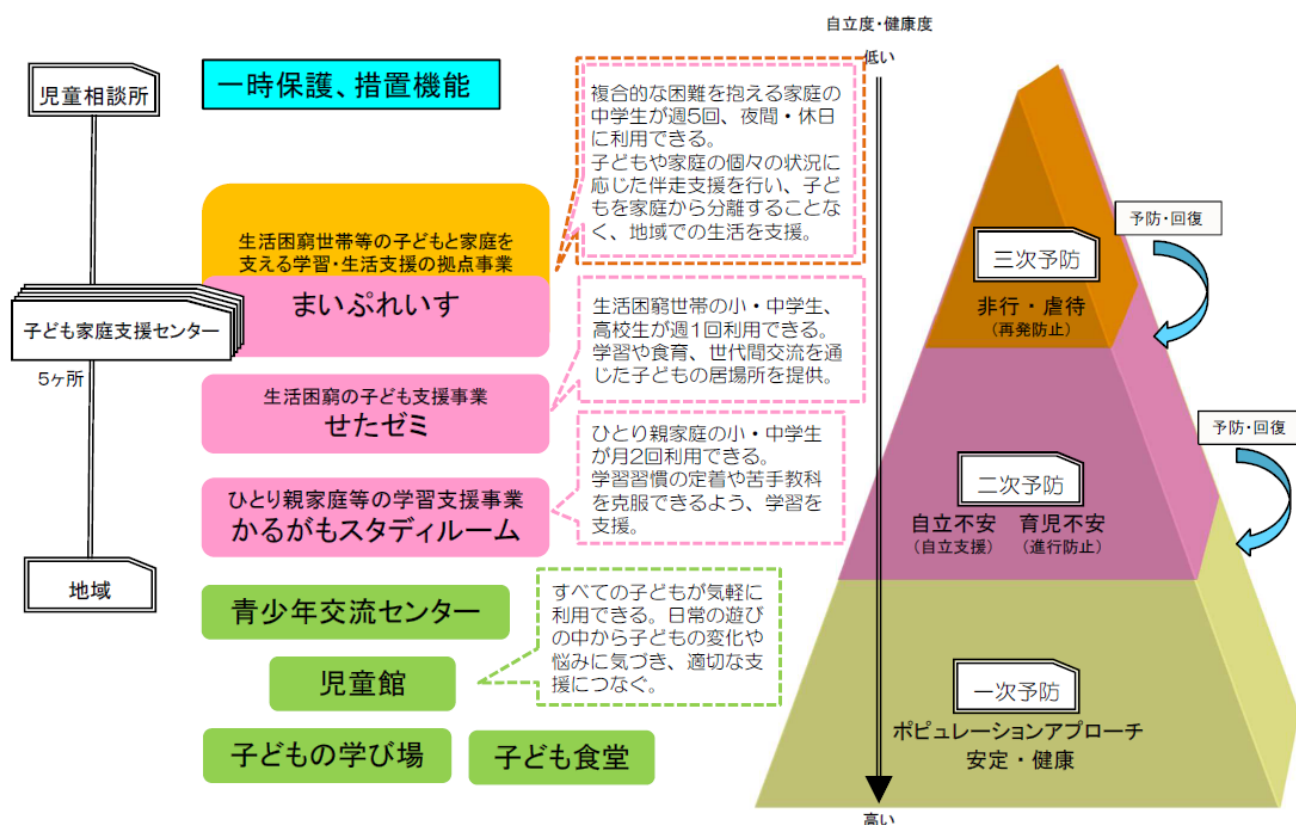 児童相談所
一時保護、措置機能
複合的な困難を抱える家庭の
中学生が週5回、夜間・休日
に利用できる。
子どもや家庭の個々の状況に
応じた伴走支援を行い、子ど
もを家庭から分離することな
く、地域での生活を支援。
生活困窮世帯等の子どもと家庭を
支える学習・生活支援の拠点事業
まいぷれいす
子ども家庭支援センター
5ヶ所
生活困窮世帯の小・中学生、
高校生が週1回利用できる。
学習や食育、世代間交流を通
じた子どもの居場所を提供。
生活困窮の子ども支援事業
せたゼミ
ひとり親家庭の小・中学生
が月2回利用できる。
学習習慣の定着や苦手教科
を克服できるよう、学習を
支援。
ひとり親家庭等の学習支援事業
かるがもスタディルーム
地域
青少年交流センター
すべての子どもが気軽に
利用できる。日常の遊び
の中から子どもの変化や
悩みに気づき、適切な支
援につなぐ。
児童館
子どもの学び場
子ども食堂
自立度・健康度
低い
予防・回復
三次予防
非行・虐待
(再発防止)
予防・回復
二次予防
自立不安 育児不安
(自立支援) (進行防止)
一次予防
ポピュレーションアプローチ
安定・健康
高い